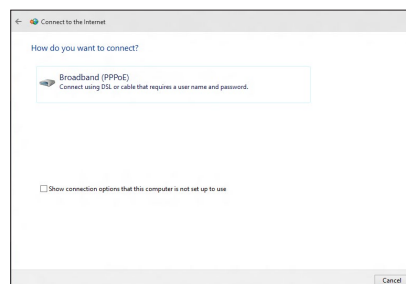 Connect to the Internet
How do you want to connect?
Broadband (PPPoE)
Connect using DSL or cable that requires a user name and password.
Show connection options that this computer is not set up to use
Cancel